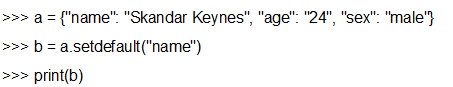 >>> a = {"name": "Skandar Keynes", "age": "24", "sex": "male"}
>>> b = a.setdefault("name")
>>> print(b)